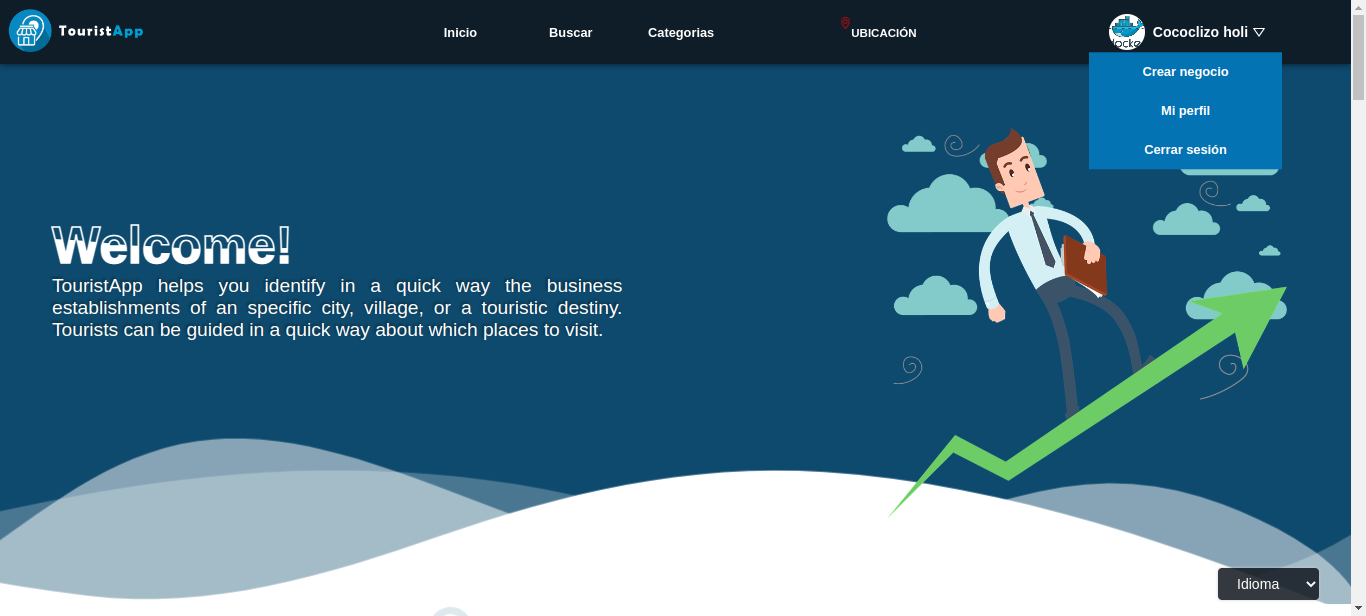 TouristApp
Inicio
Buscar
Categorias
UBICACIÓN
Cococlizo holi
Crear negocio
Mi perfil
Cerrar sesión
Welcome!
TouristApp helps you identify in a quick way the business
establishments of an specific city, village, or a touristic destiny.
Tourists can be guided in a quick way about which places to visit.
Idioma